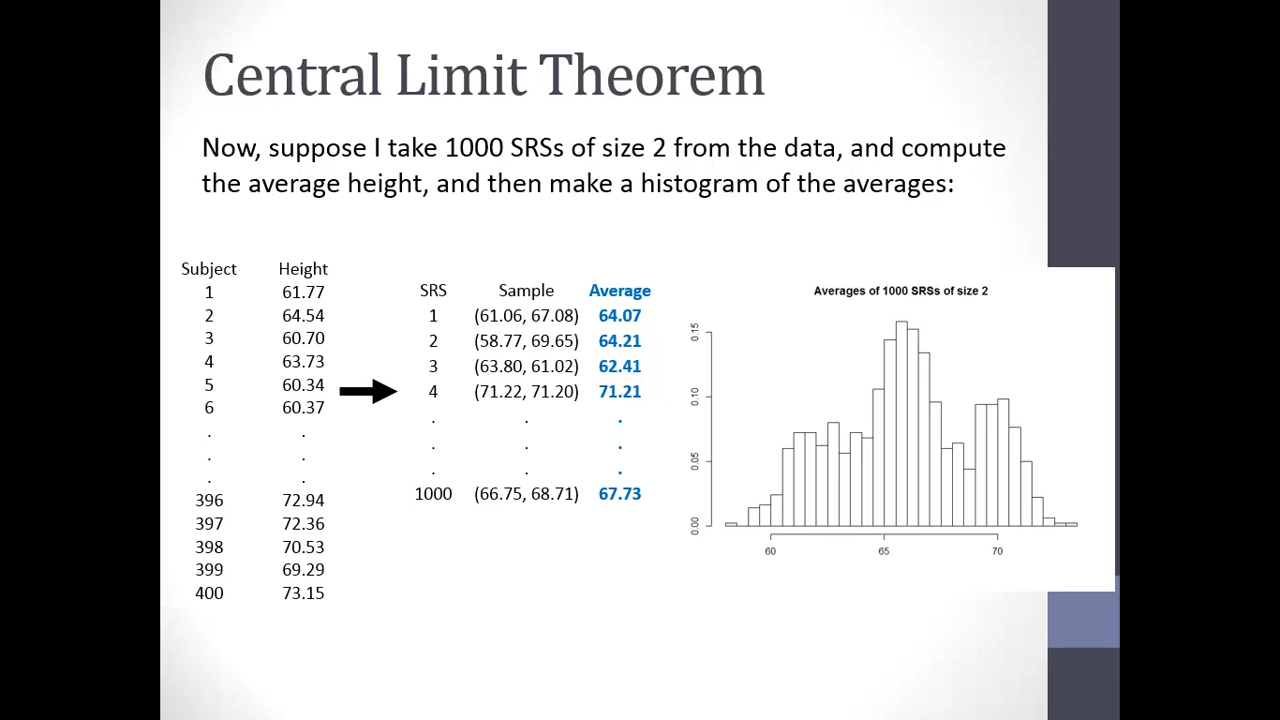 Central Limit Theorem
Now, suppose I take 1000 SRSs of size 2 from the data, and compute
the average height, and then make a histogram of the averages:
Subject Height
1 61.77
2 64.54
3 60.70
4 63.73
5 60.34
6 60.37
. .
. .
. .
396 72.94
397 72.36
398 70.53
399 69.29
400 73.15
SRS Sample Average
1 (61.06, 67.08) 64.07
2 (58.77, 69.65) 64.21
3 (63.80, 61.02) 62.41
4 (71.22, 71.20) 71.21
. . .
. . .
. . .
1000 (66.75, 68.71) 67.73
Averages of 1000 SRSs of size 2
0.15
0.10
0.05
0.00
60 65 70